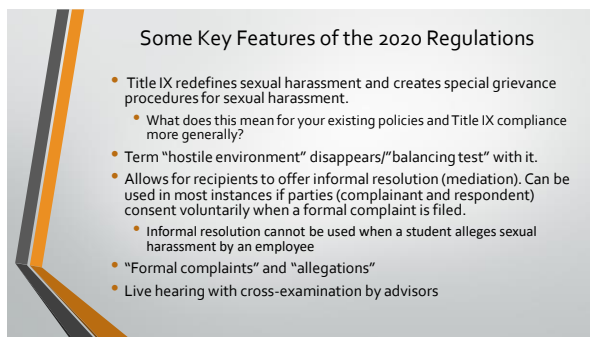 Some Key Features of the 2020 Regulations
• Title IX redefines sexual harassment and creates special grievance
procedures for sexual harassment.
• What does this mean for your existing policies and Title IX compliance
more generally?
• Term “hostile environment” disappears/”balancing test” with it.
• Allows for recipients to offer informal resolution (mediation). Can be
used in most instances if parties (complainant and respondent)
consent voluntarily when a formal complaint is filed.
• Informal resolution cannot be used when a student alleges sexual
harassment by an employee
• “Formal complaints” and “allegations”
• Live hearing with cross-examination by advisors